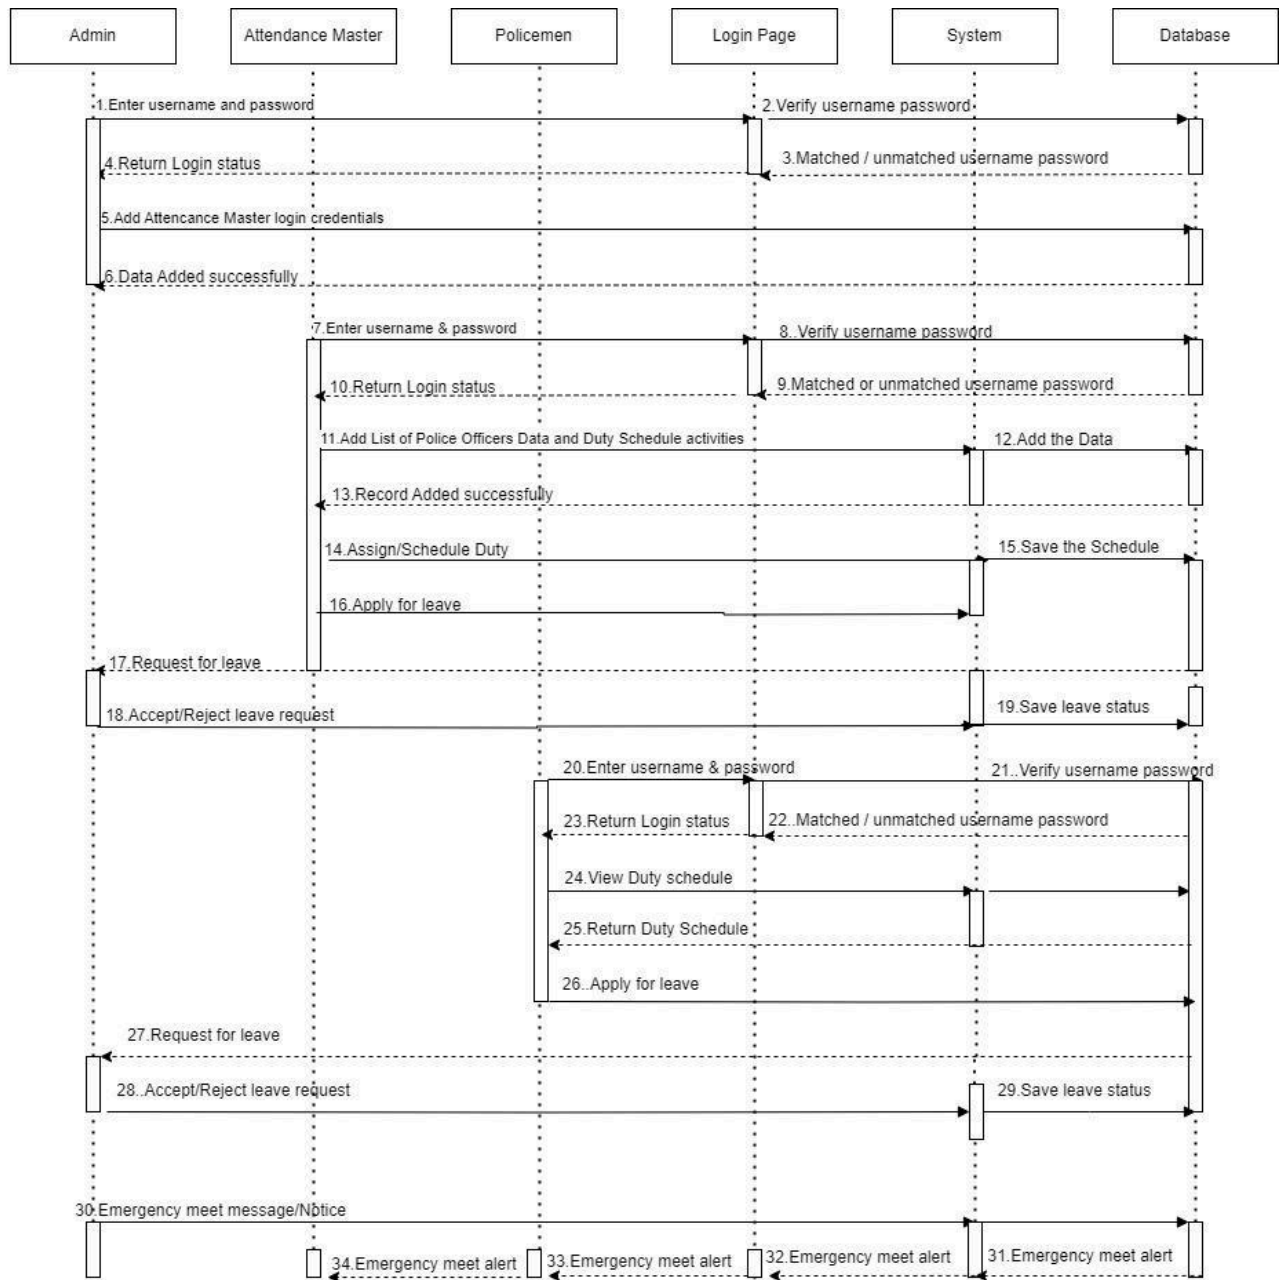 Admin
Attendance Master
Policemen
Login Page
System
Database
1.Enter username and password
2.Verify username password
4.Return Login status
3.Matched / unmatched username password
5.Add Attencance Master login credentials
6.Data Added successfully
7.Enter username & password
8..Verify username password
10.Return Login status
9.Matched or unmatched username password
11.Add List of Police Officers Data and Duty Schedule activities
12.Add the Data
13.Record Added successfully
14.Assign/Schedule Duty
15.Save the Schedule
16.Apply for leave
17.Request for leave
18.Accept/Reject leave request
19.Save leave status
20.Enter username & password
21..Verify username password
23.Return Login status
22..Matched / unmatched username password
24.View Duty schedule
25.Return Duty Schedule
26..Apply for leave
27.Request for leave
28..Accept/Reject leave request
29.Save leave status
30.Emergency meet message/Notice
34.Emergency meet alert
33.Emergency meet alert
32.Emergency meet alert
31.Emergency meet alert